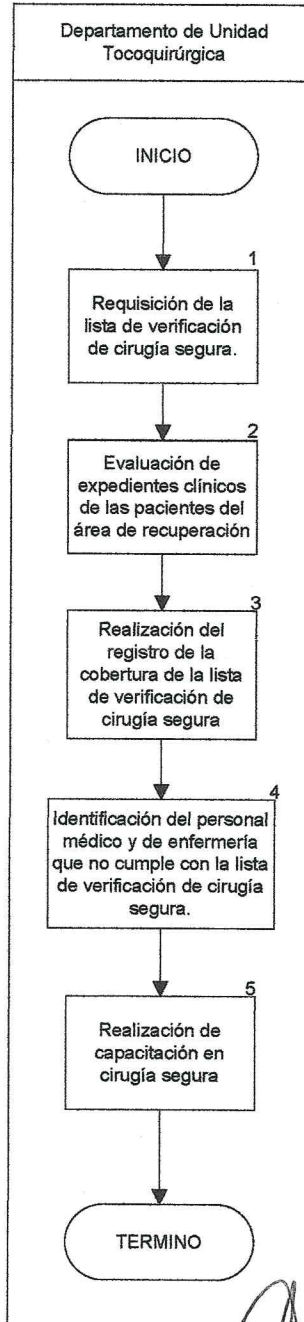 Departamento de Unidad
Tocoquirúrgica
INICIO
1
Requisición de la
lista de verificación
de cirugía segura.
2
Evaluación de
expedientes clínicos
de las pacientes del
área de recuperación
3
Realización del
registro de la
cobertura de la lista
de verificación de
cirugía segura
4
Identificación del personal
médico y de enfermería
que no cumple con la lista
de verificación de cirugía
segura.
5
Realización de
capacitación en
cirugía segura
TERMINO